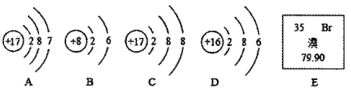 +17 2 8 7
+8 2 6
+17 2 8 8
+16 2 8 6
35 Br
溴
79.90
A B C D E